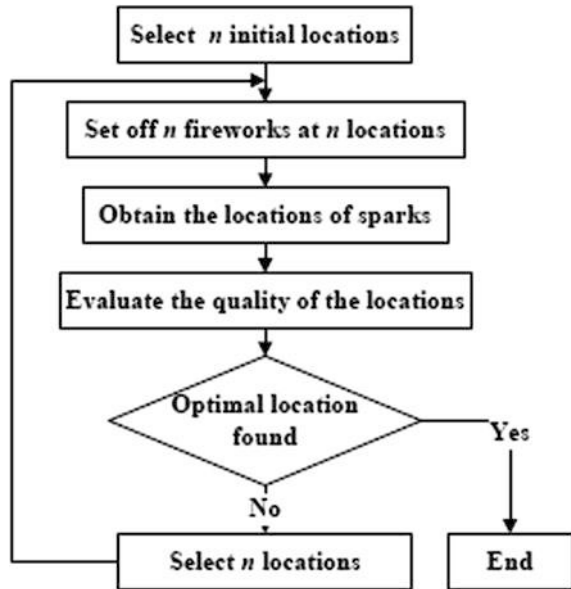 Select n initial locations
Set off n fireworks at n locations
Obtain the locations of sparks
Evaluate the quality of the locations
Optimal location
found
Yes
No
Select n locations
End